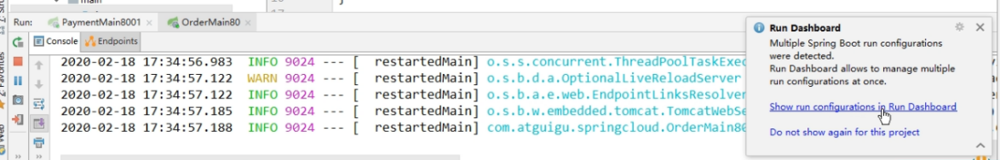 main
17
}
Run: PaymentMain8001 OrderMain80
Console Endpoints
2020-02-18 17:34:56.983 INFO 9024 --- [ restartedMain] o.s.s.concurrent.ThreadPoolTaskExec
2020-02-18 17:34:57.122 WARN 9024 --- [ restartedMain] o.s.b.d.a.OptionalLiveReloadServer
2020-02-18 17:34:57.122 INFO 9024 --- [ restartedMain] o.s.b.a.e.web.EndpointLinksResolver
2020-02-18 17:34:57.185 INFO 9024 --- [ restartedMain] o.s.b.w.embedded.tomcat.TomcatWebSe
2020-02-18 17:34:57.188 INFO 9024 --- [ restartedMain] com.atguigu.springcloud.OrderMain80
Run Dashboard
Multiple Spring Boot run configurations
were detected.
Run Dashboard allows to manage multiple
run configurations at once.
Show run configurations in Run Dashboard
Do not show again for this project
2: Favorites
Web